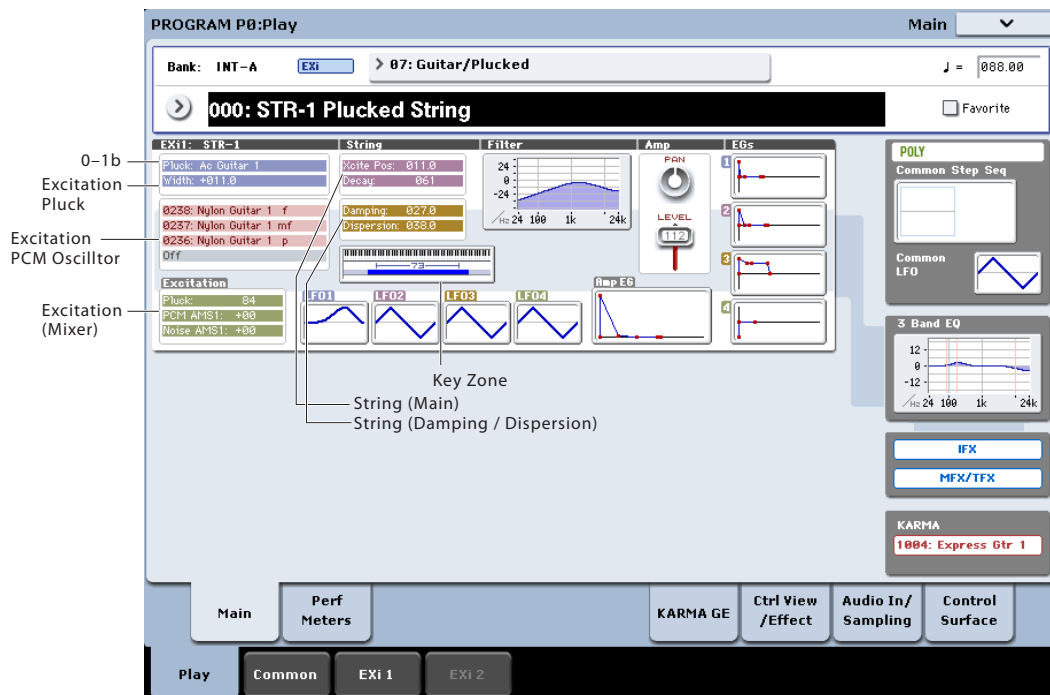 PROGRAM P0:Play
Main
Bank: INT-A
EXi
> 07: Guitar/Plucked
♩ = 088.00
000: STR-1 Plucked String
Favorite
0–1b
Excitation
Pluck
Excitation
PCM Oscilltor
Excitation
(Mixer)
EXi1: STR-1
Pluck: Ac Guitar 1
Width: +011.0
0238: Nylon Guitar 1 f
0237: Nylon Guitar 1 mf
0236: Nylon Guitar 1 p
Off
Excitation
Pluck: 84
PCM AMS1: +00
Noise AMS1: +00
String
Xcite Pos: 011.0
Decay: 061
Damping: 027.0
Dispersion: 038.0
73
Filter
24
0
-24
Hz 24 100 1k 24k
Amp
PAN
LEVEL
112
EGs
1
2
3
4
LFO1
LFO2
LFO3
LFO4
Amp EG
Key Zone
String (Main)
String (Damping / Dispersion)
POLY
Common Step Seq
Common
LFO
3 Band EQ
12
0
-12
Hz 24 100 1k 24k
IFX
MFX/TFX
KARMA
1004: Express Gtr 1
Main
Perf
Meters
KARMA GE
Ctrl View
/Effect
Audio In/
Sampling
Control
Surface
Play
Common
EXi 1
EXi 2